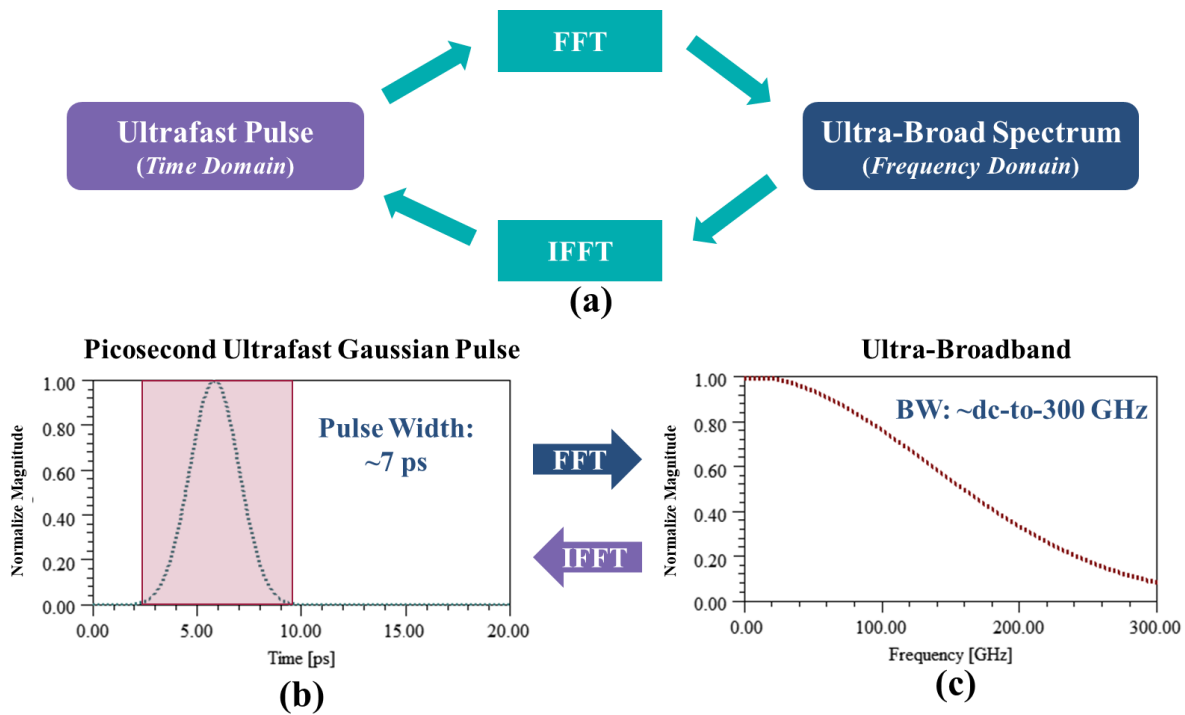 FFT
Ultrafast Pulse
(Time Domain)
Ultra-Broad Spectrum
(Frequency Domain)
IFFT
(a)
Picosecond Ultrafast Gaussian Pulse
Normalize Magnitude
1.00
0.80
0.60
0.40
0.20
0.00
Pulse Width:
~7 ps
0.00 5.00 10.00 15.00 20.00
Time [ps]
(b)
FFT
IFFT
Ultra-Broadband
Normalize Magnitude
1.00
0.80
0.60
0.40
0.20
0.00
BW: ~dc-to-300 GHz
0.00 100.00 200.00 300.00
Frequency [GHz]
(c)